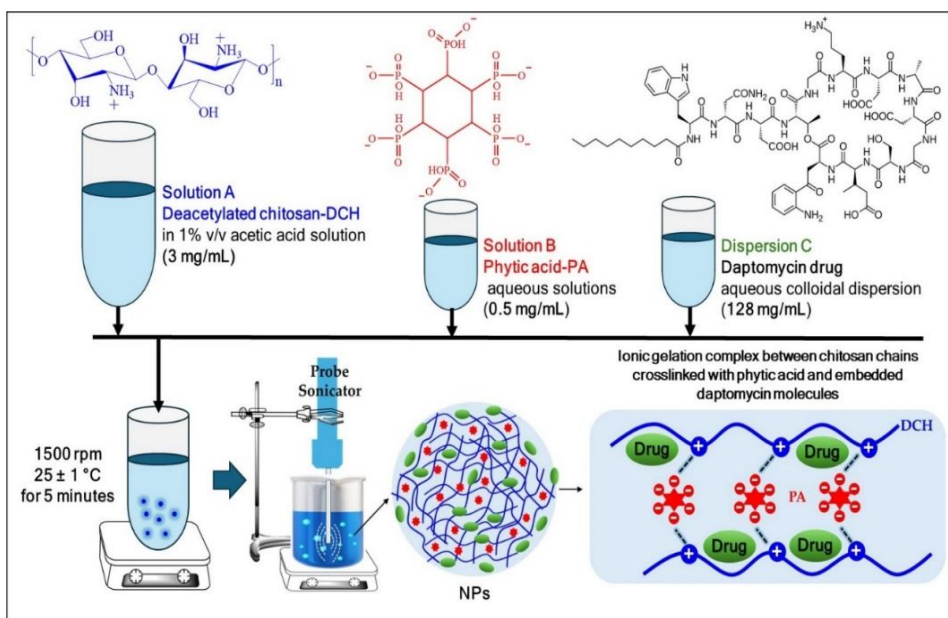 OH
NH₃
+
HO
O
n
Solution A
Deacetylated chitosan-DCH
in 1% v/v acetic acid solution
(3 mg/mL)
Solution B
Phytic acid-PA
aqueous solutions
(0.5 mg/mL)
Dispersion C
Daptomycin drug
aqueous colloidal dispersion
(128 mg/mL)
1500 rpm
25 ± 1 °C
for 5 minutes
Probe
Sonicator
NPs
Ionic gelation complex between chitosan chains
crosslinked with phytic acid and embedded
daptomycin molecules
DCH
Drug
Drug
PA
Drug
Drug